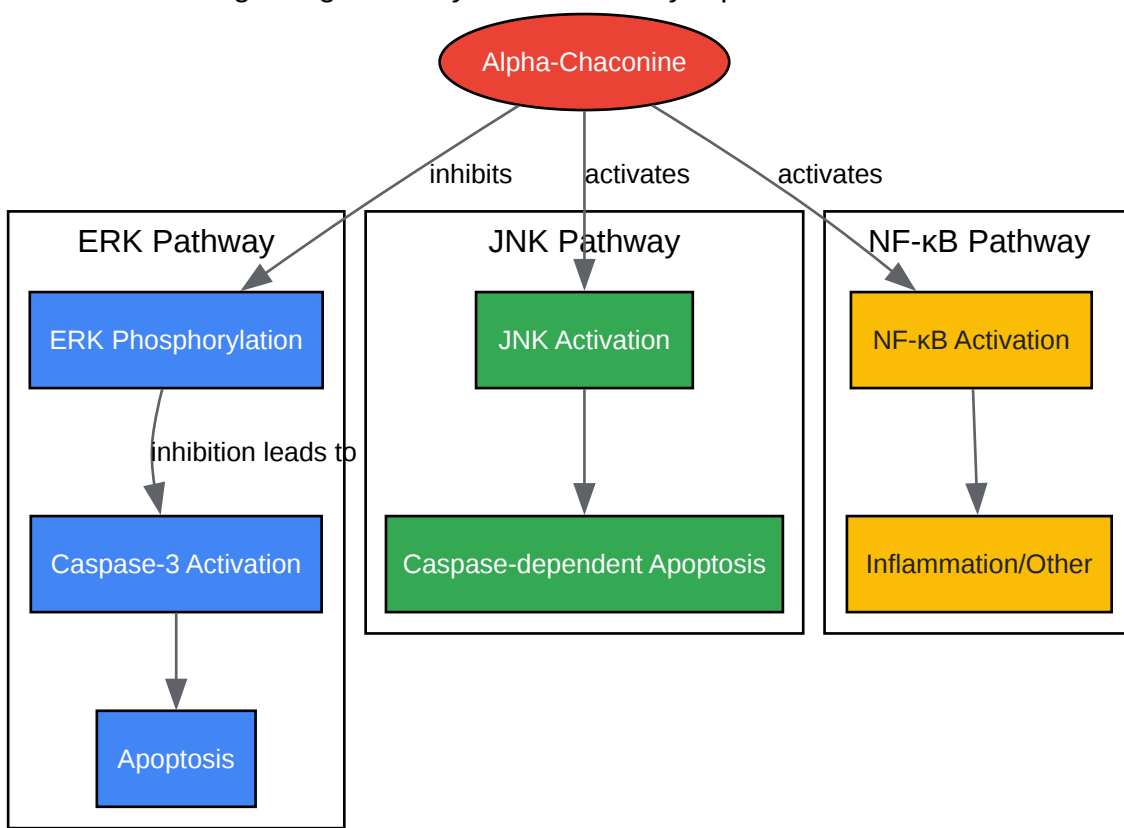 Alpha-Chaconine
inhibits
activates
activates
ERK Pathway
JNK Pathway
NF-κB Pathway
ERK Phosphorylation
JNK Activation
NF-κB Activation
inhibition leads to
Caspase-3 Activation
Caspase-dependent Apoptosis
Inflammation/Other
Apoptosis